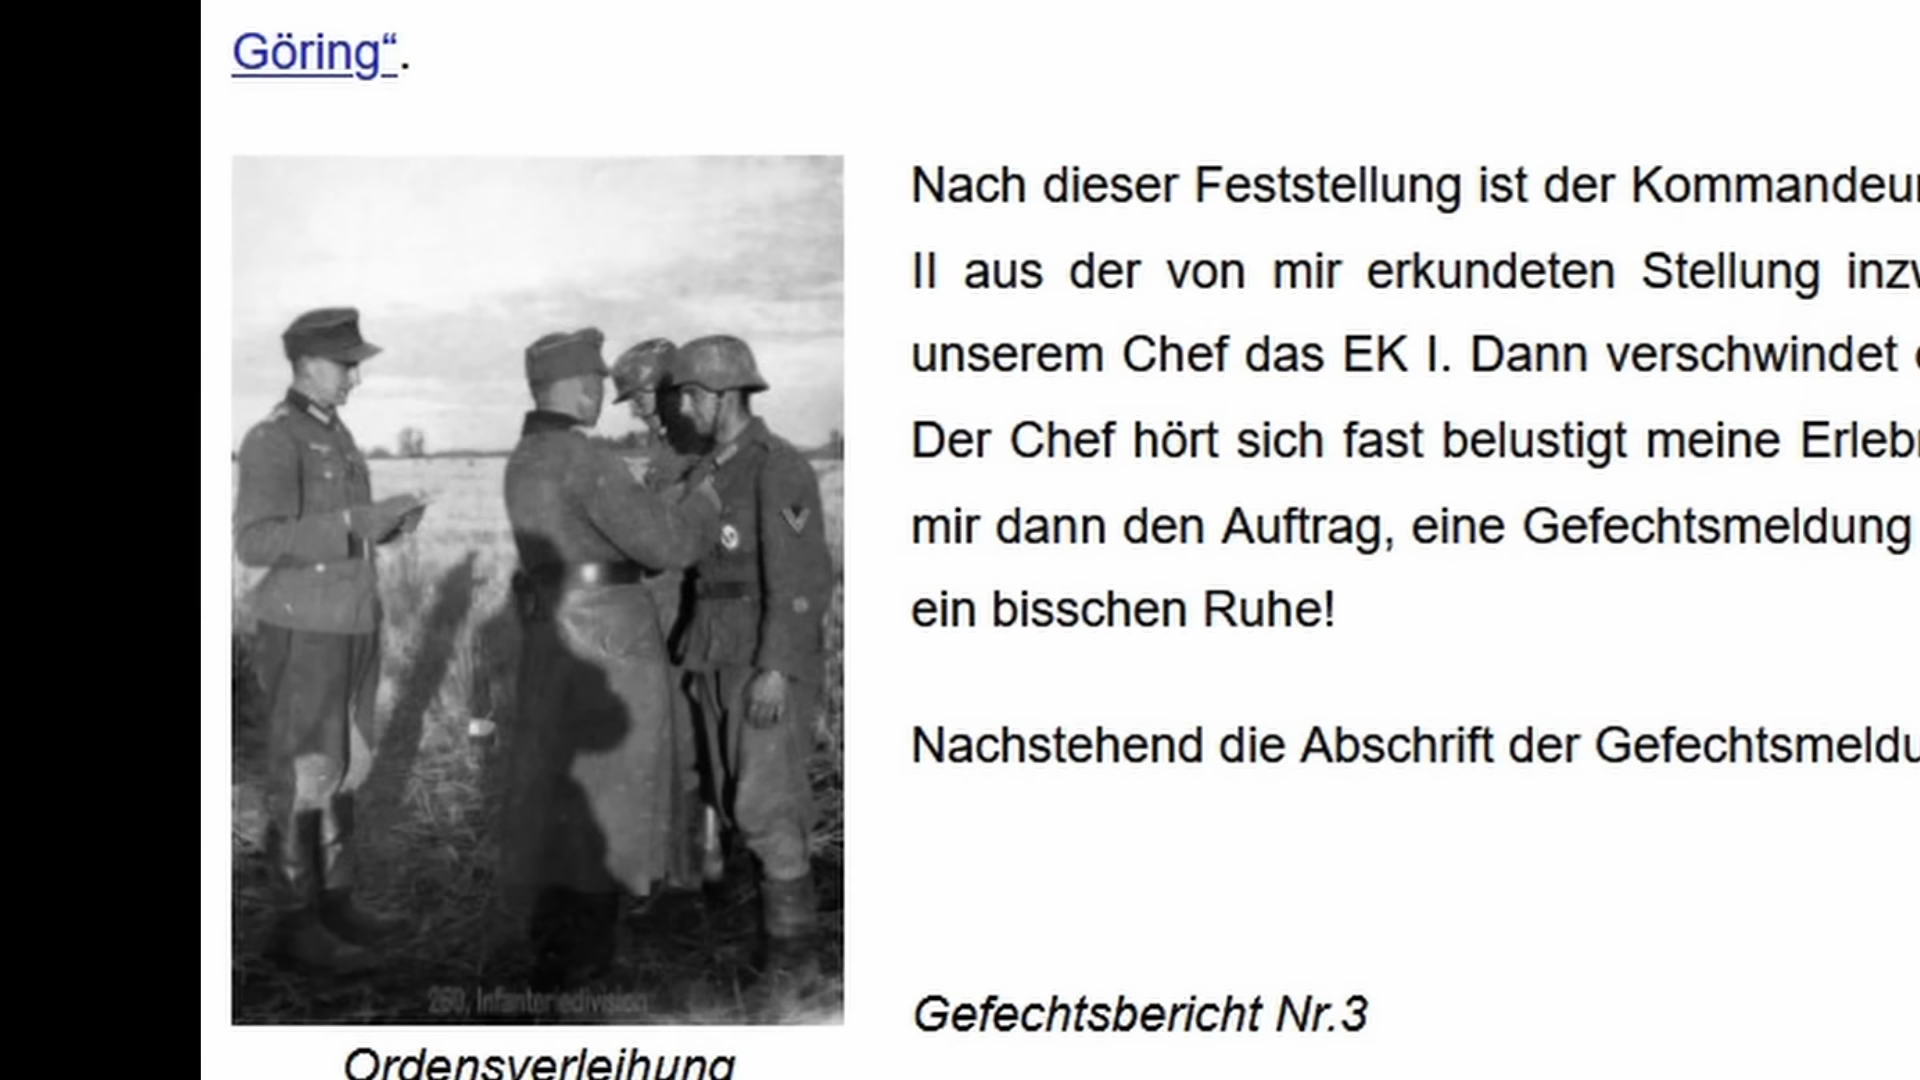 Göring“.
Nach dieser Feststellung ist der Kommandeur
II aus der von mir erkundeten Stellung
unserem Chef das EK I. Dann verschwindet
Der Chef hört sich fast belustigt meine
mir dann den Auftrag, eine Gefechtsmeldung
ein bisschen Ruhe!
Nachstehend die Abschrift der
260. Infanteriedivision
Gefechtsbericht Nr.3
Ordensverleihung